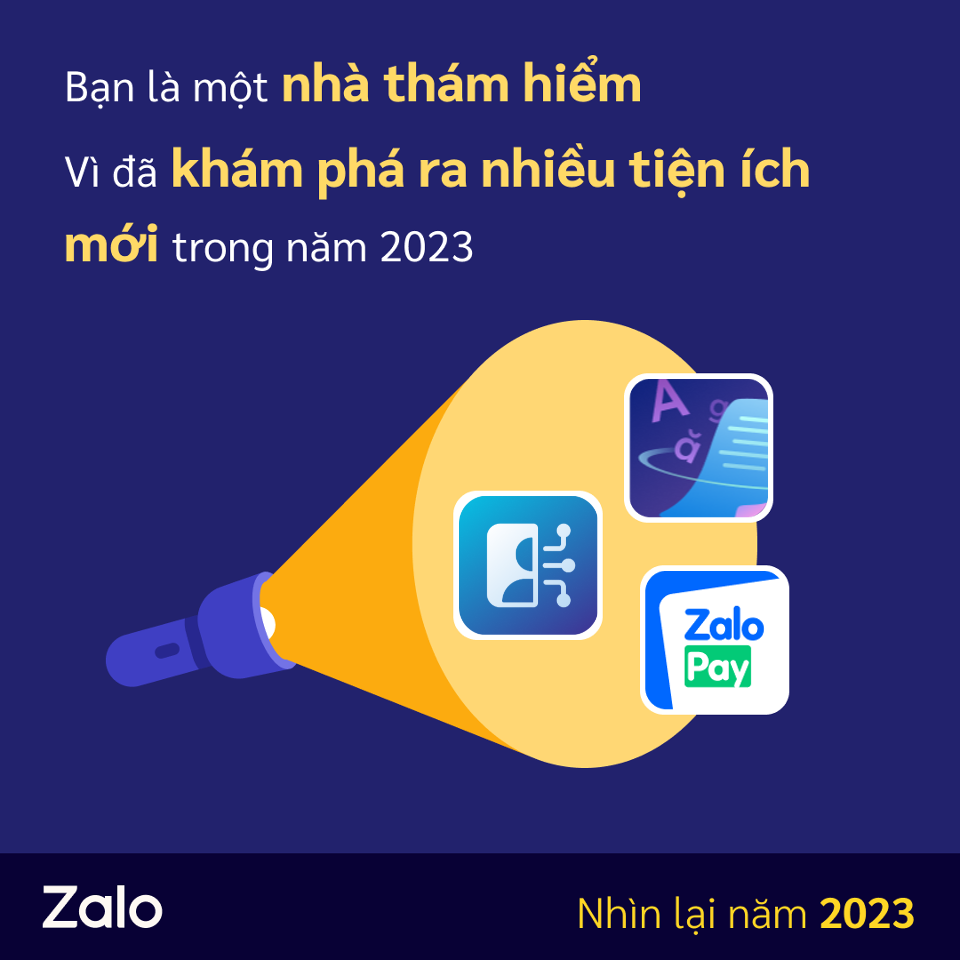 Bạn là một nhà thám hiểm
Vì đã khám phá ra nhiều tiện ích
mới trong năm 2023
A g
ă
Zalo
Pay
Zalo
Nhìn lại năm 2023